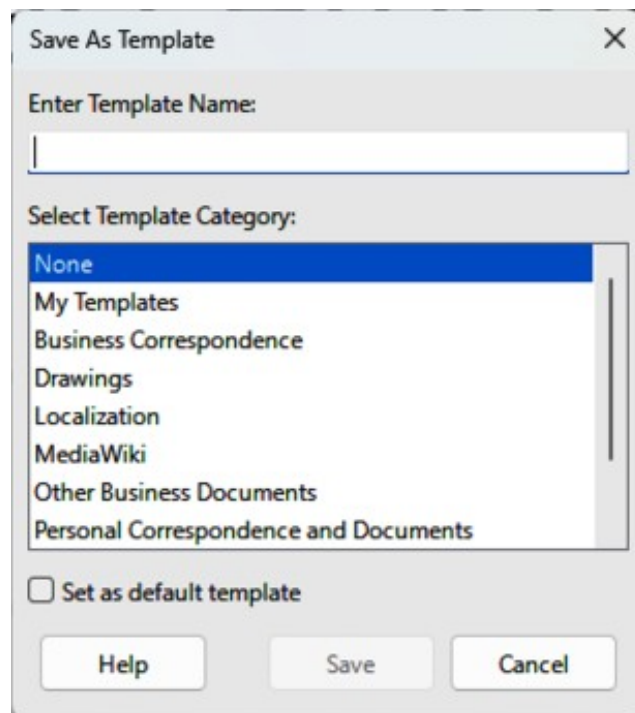 Save As Template
Enter Template Name:
Select Template Category:
None
My Templates
Business Correspondence
Drawings
Localization
MediaWiki
Other Business Documents
Personal Correspondence and Documents
Set as default template
Help Save Cancel